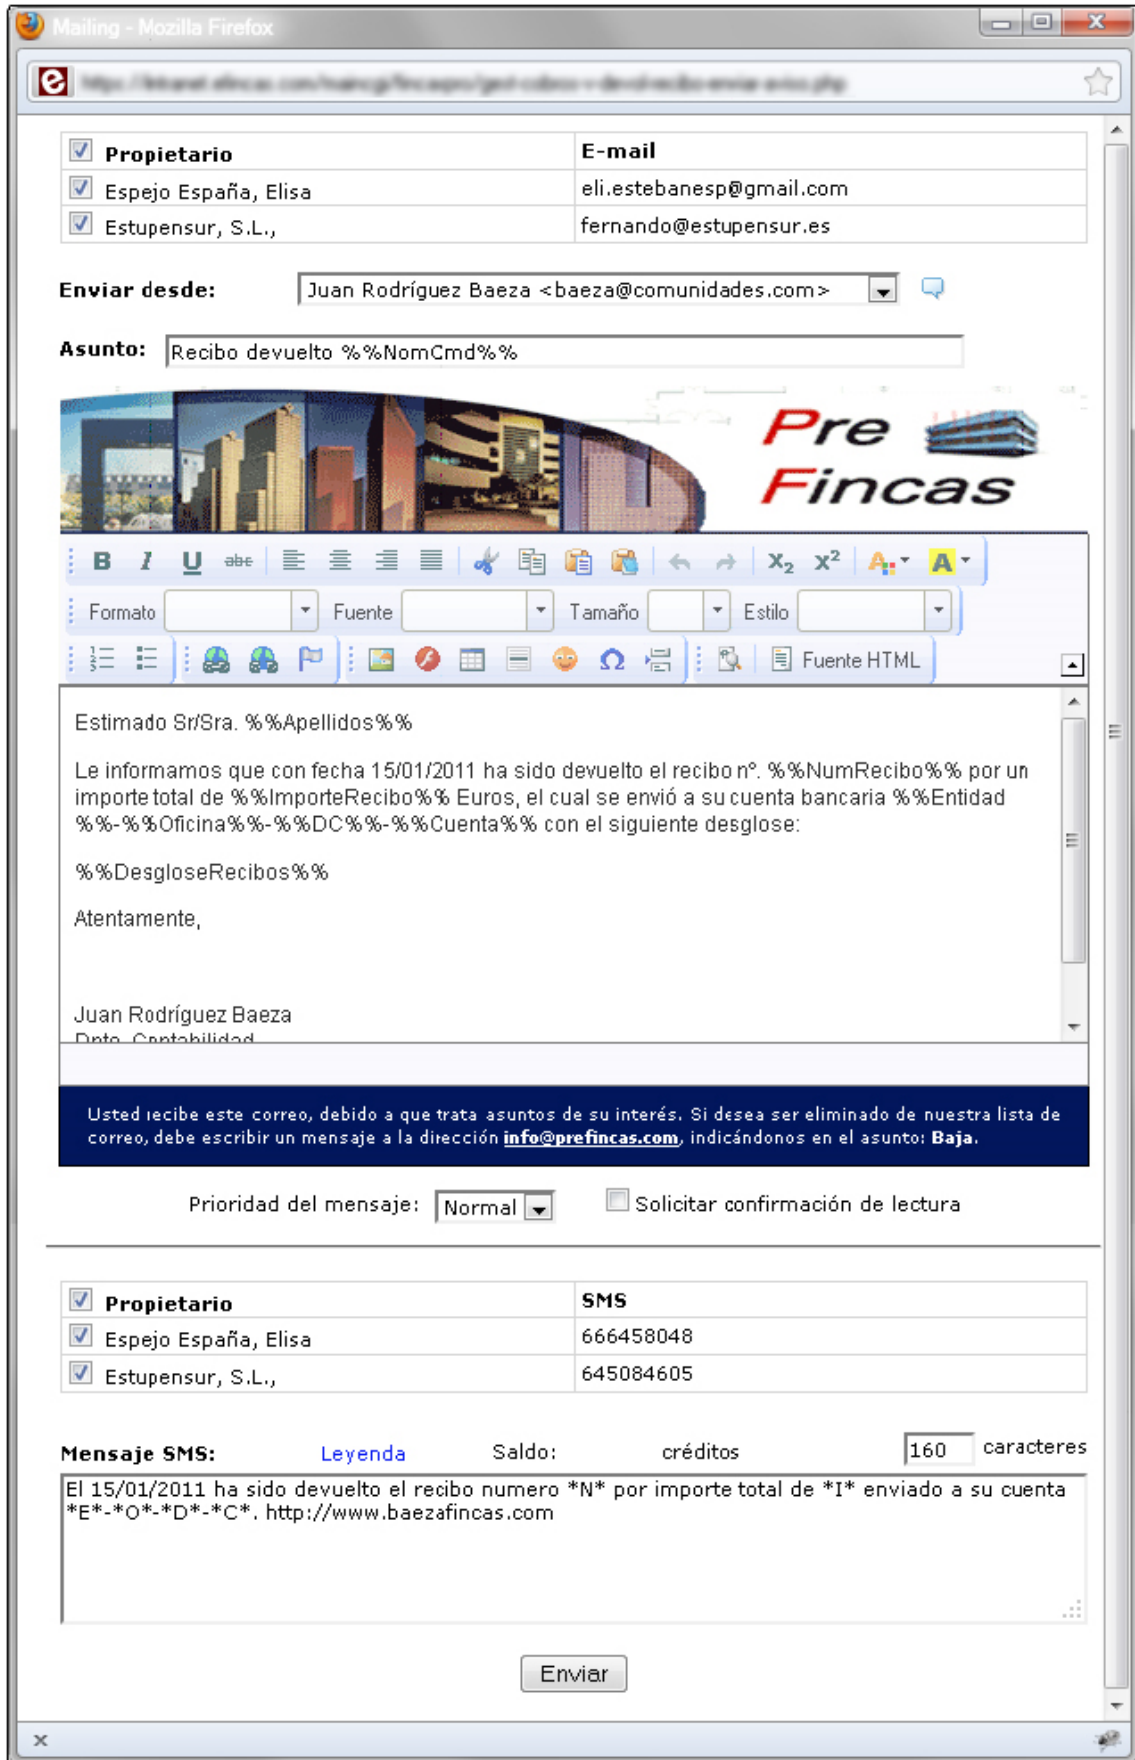 Mailing - Mozilla Firefox
Propietario E-mail
Espejo España, Elisa eli.estebanesp@gmail.com
Estupensur, S.L., fernando@estupensur.es
Enviar desde: Juan Rodríguez Baeza <baeza@comunidades.com>
Asunto: Recibo devuelto %%NomCmd%%
Pre
Fincas
B I U abc X₂ X² A A
Formato Fuente Tamaño Estilo
Ω Fuente HTML
Estimado Sr/Sra. %%Apellidos%%
Le informamos que con fecha 15/01/2011 ha sido devuelto el recibo nº. %%NumRecibo%% por un
importe total de %%ImporteRecibo%% Euros, el cual se envió a su cuenta bancaria %%Entidad
%%-%%Oficina%%-%%DC%%-%%Cuenta%% con el siguiente desglose:
%%DesgloseRecibos%%
Atentamente,
Juan Rodríguez Baeza
Dpto. Contabilidad
Usted recibe este correo, debido a que trata asuntos de su interés. Si desea ser eliminado de nuestra lista de
correo, debe escribir un mensaje a la dirección info@prefincas.com, indicándonos en el asunto: Baja.
Prioridad del mensaje: Normal Solicitar confirmación de lectura
Propietario SMS
Espejo España, Elisa 666458048
Estupensur, S.L., 645084605
Mensaje SMS: Leyenda Saldo: créditos 160 caracteres
El 15/01/2011 ha sido devuelto el recibo numero *N* por importe total de *I* enviado a su cuenta
*E*-*O*-*D*-*C*. http://www.baezafincas.com
Enviar